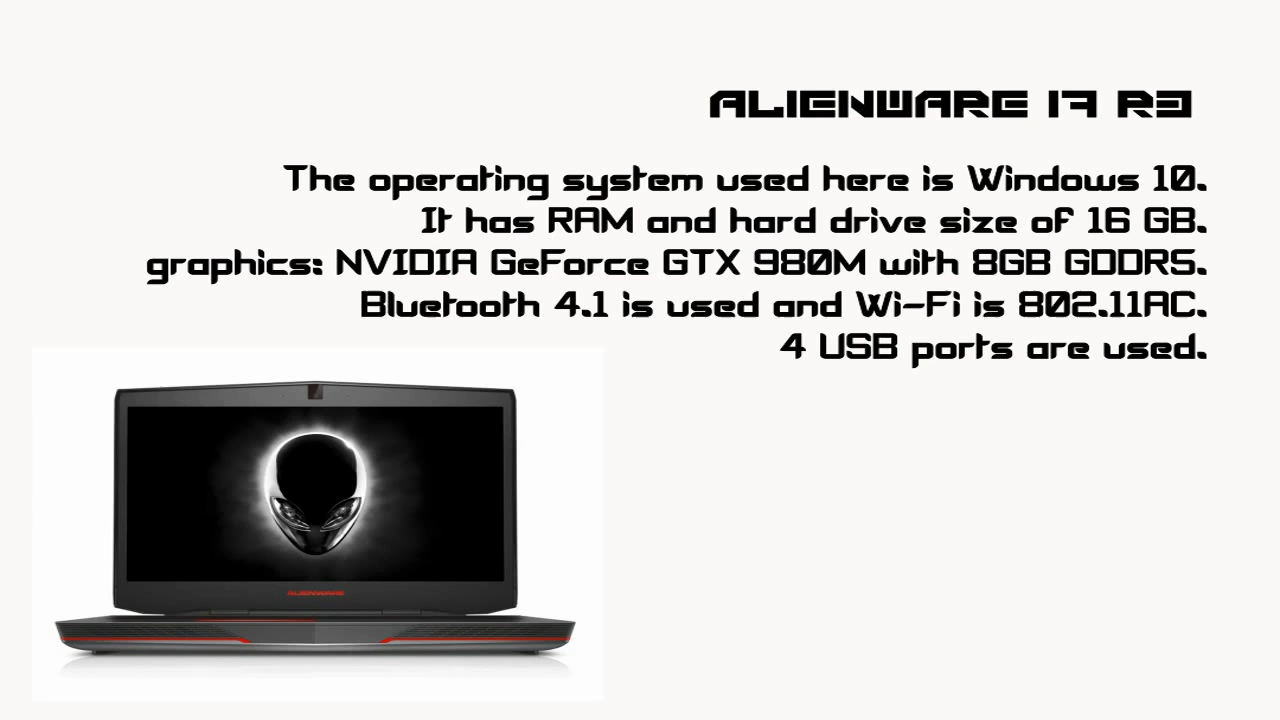 ALIENWARE 17 R3
The operating system used here is Windows 10.
It has RAM and hard drive size of 16 GB.
graphics: NVIDIA GeForce GTX 980M with 8GB GDDR5.
Bluetooth 4.1 is used and Wi-Fi is 802.11AC.
4 USB ports are used.
ALIENWARE